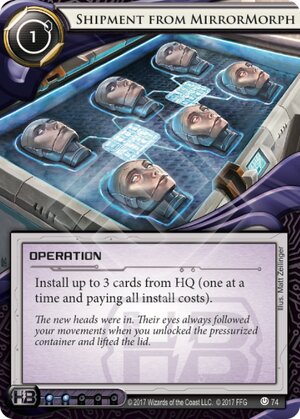 Shipment from MirrorMorph
1
OPERATION
Install up to 3 cards from HQ (one at
a time and paying all install costs).
The new heads were in. Their eyes always followed
your movements when you unlocked the pressurized
container and lifted the lid.
Illus. Matt Zeilinger
HB
HB
© 2017 Wizards of the Coast LLC. © 2017 FFG
74